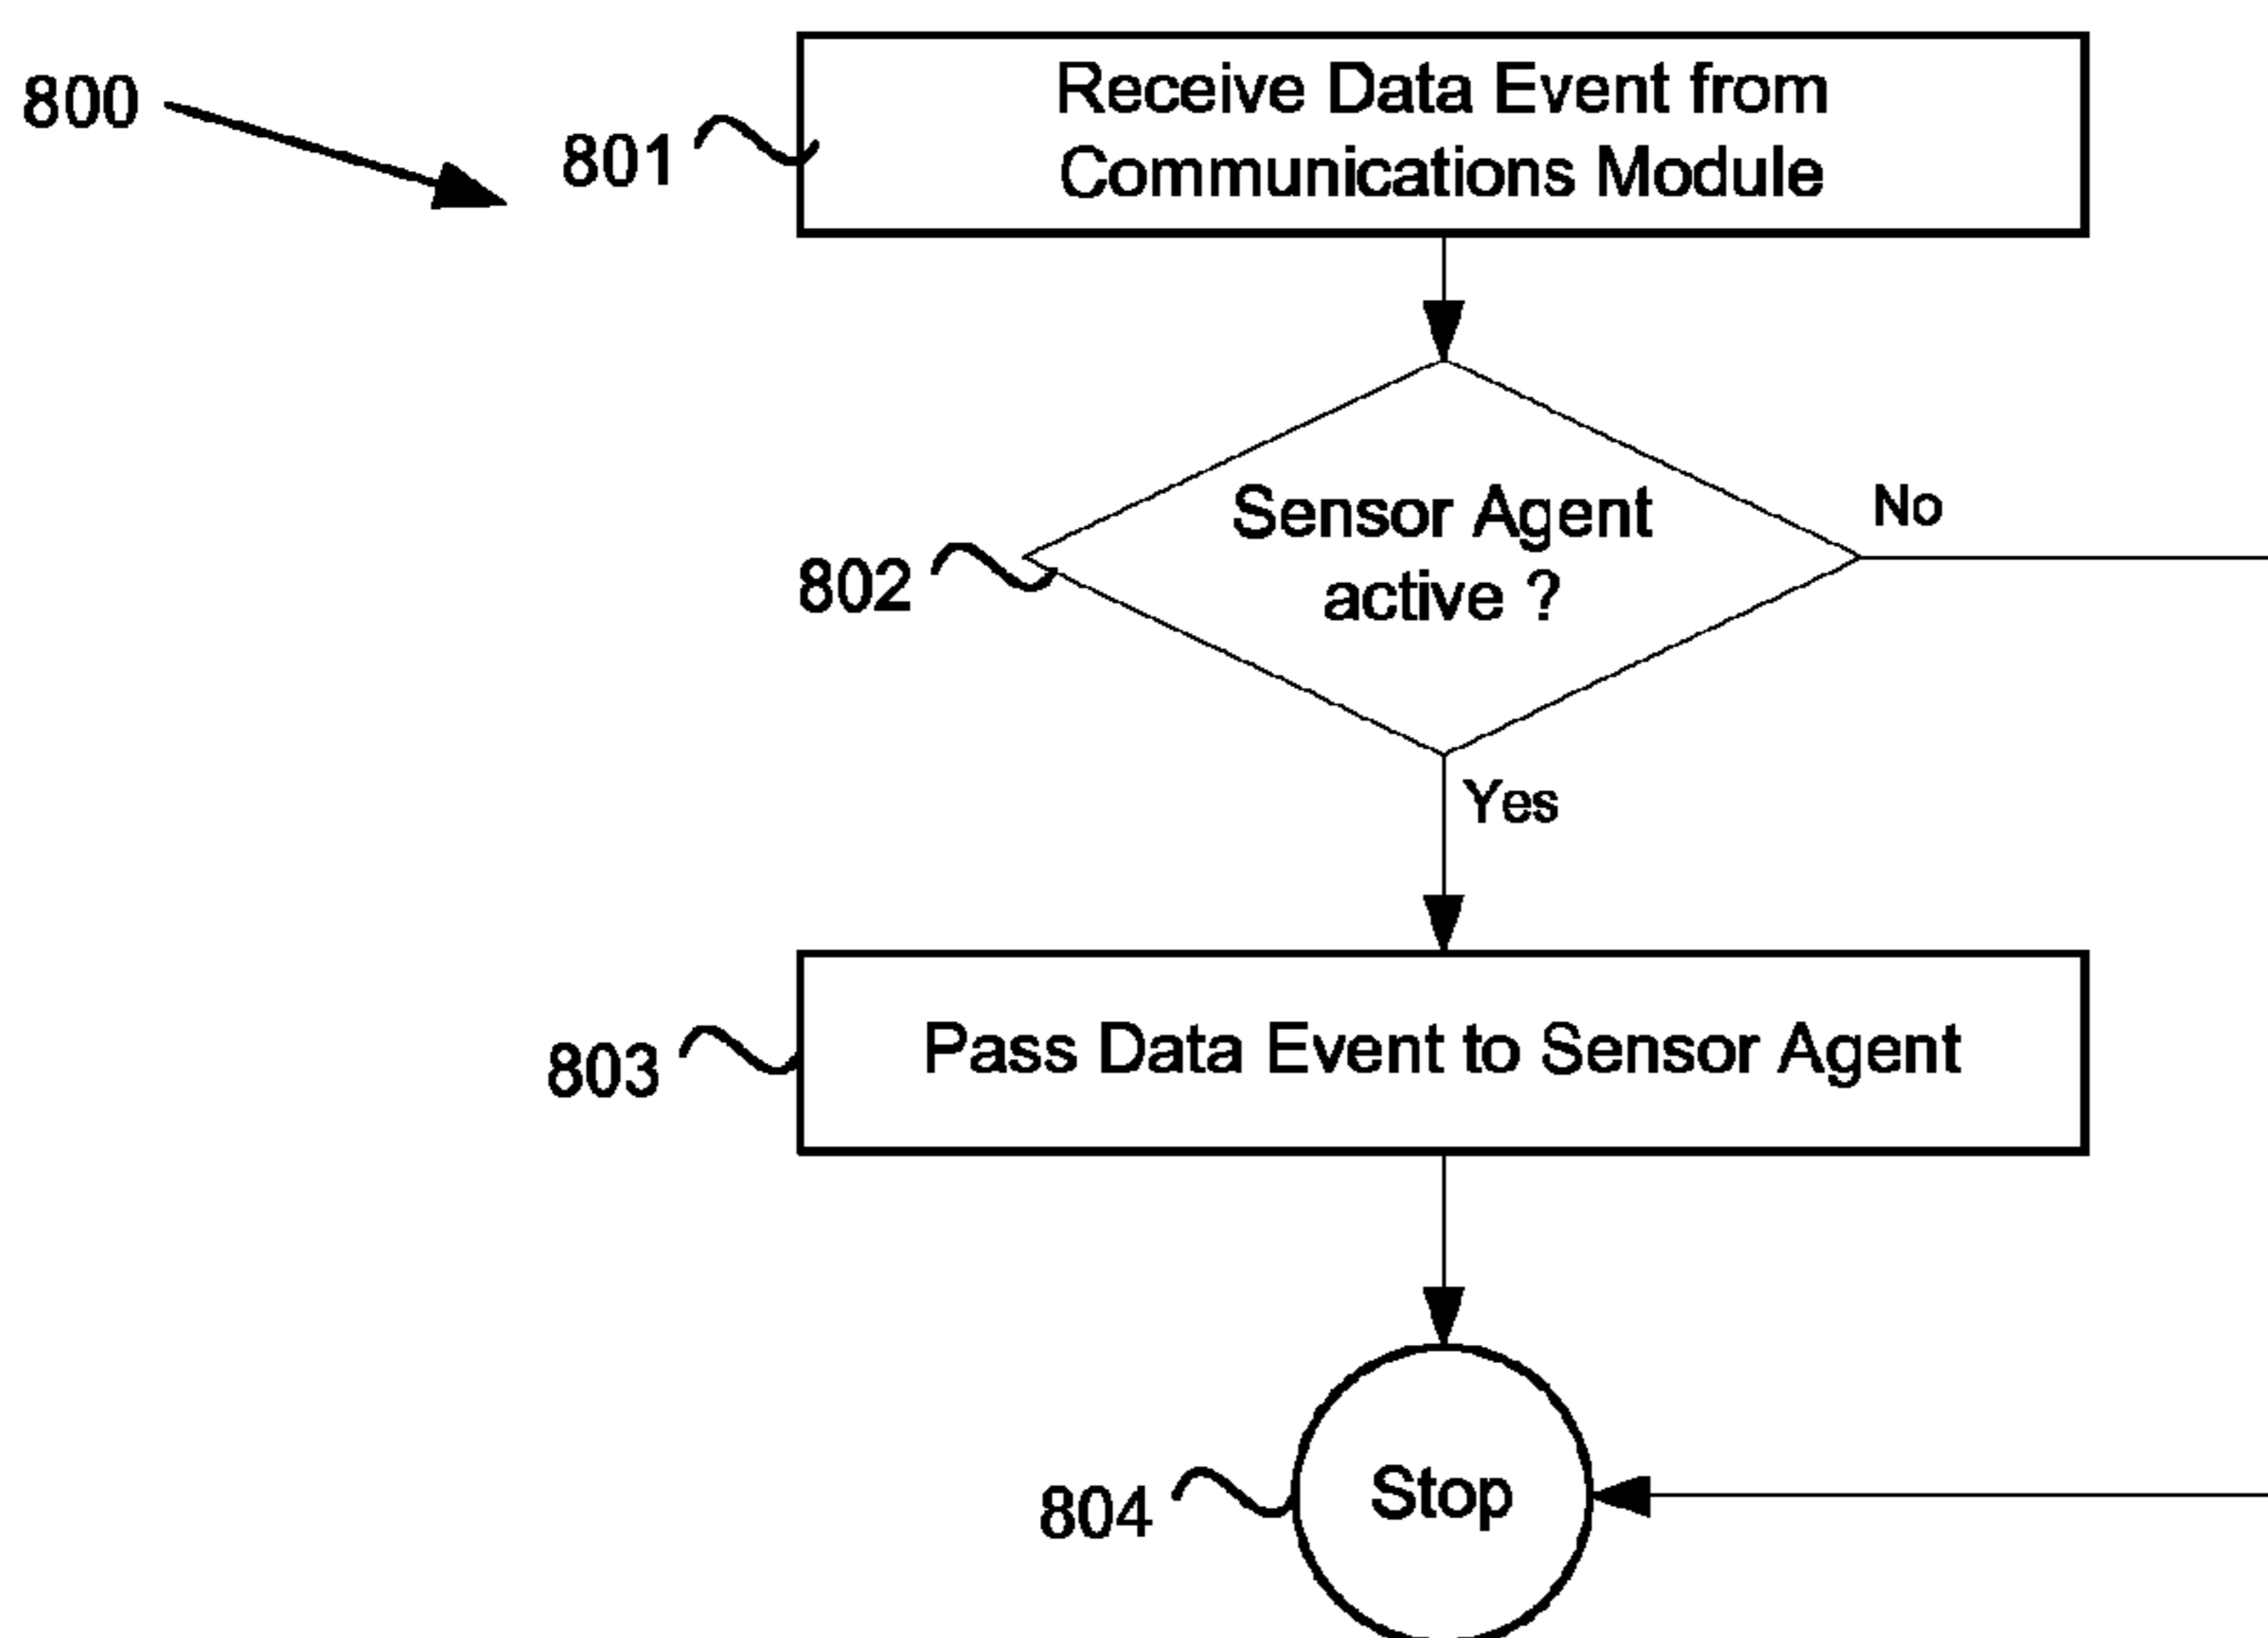 800
801
Receive Data Event from
Communications Module
802
Sensor Agent
active ?
No
Yes
803
Pass Data Event to Sensor Agent
804
Stop